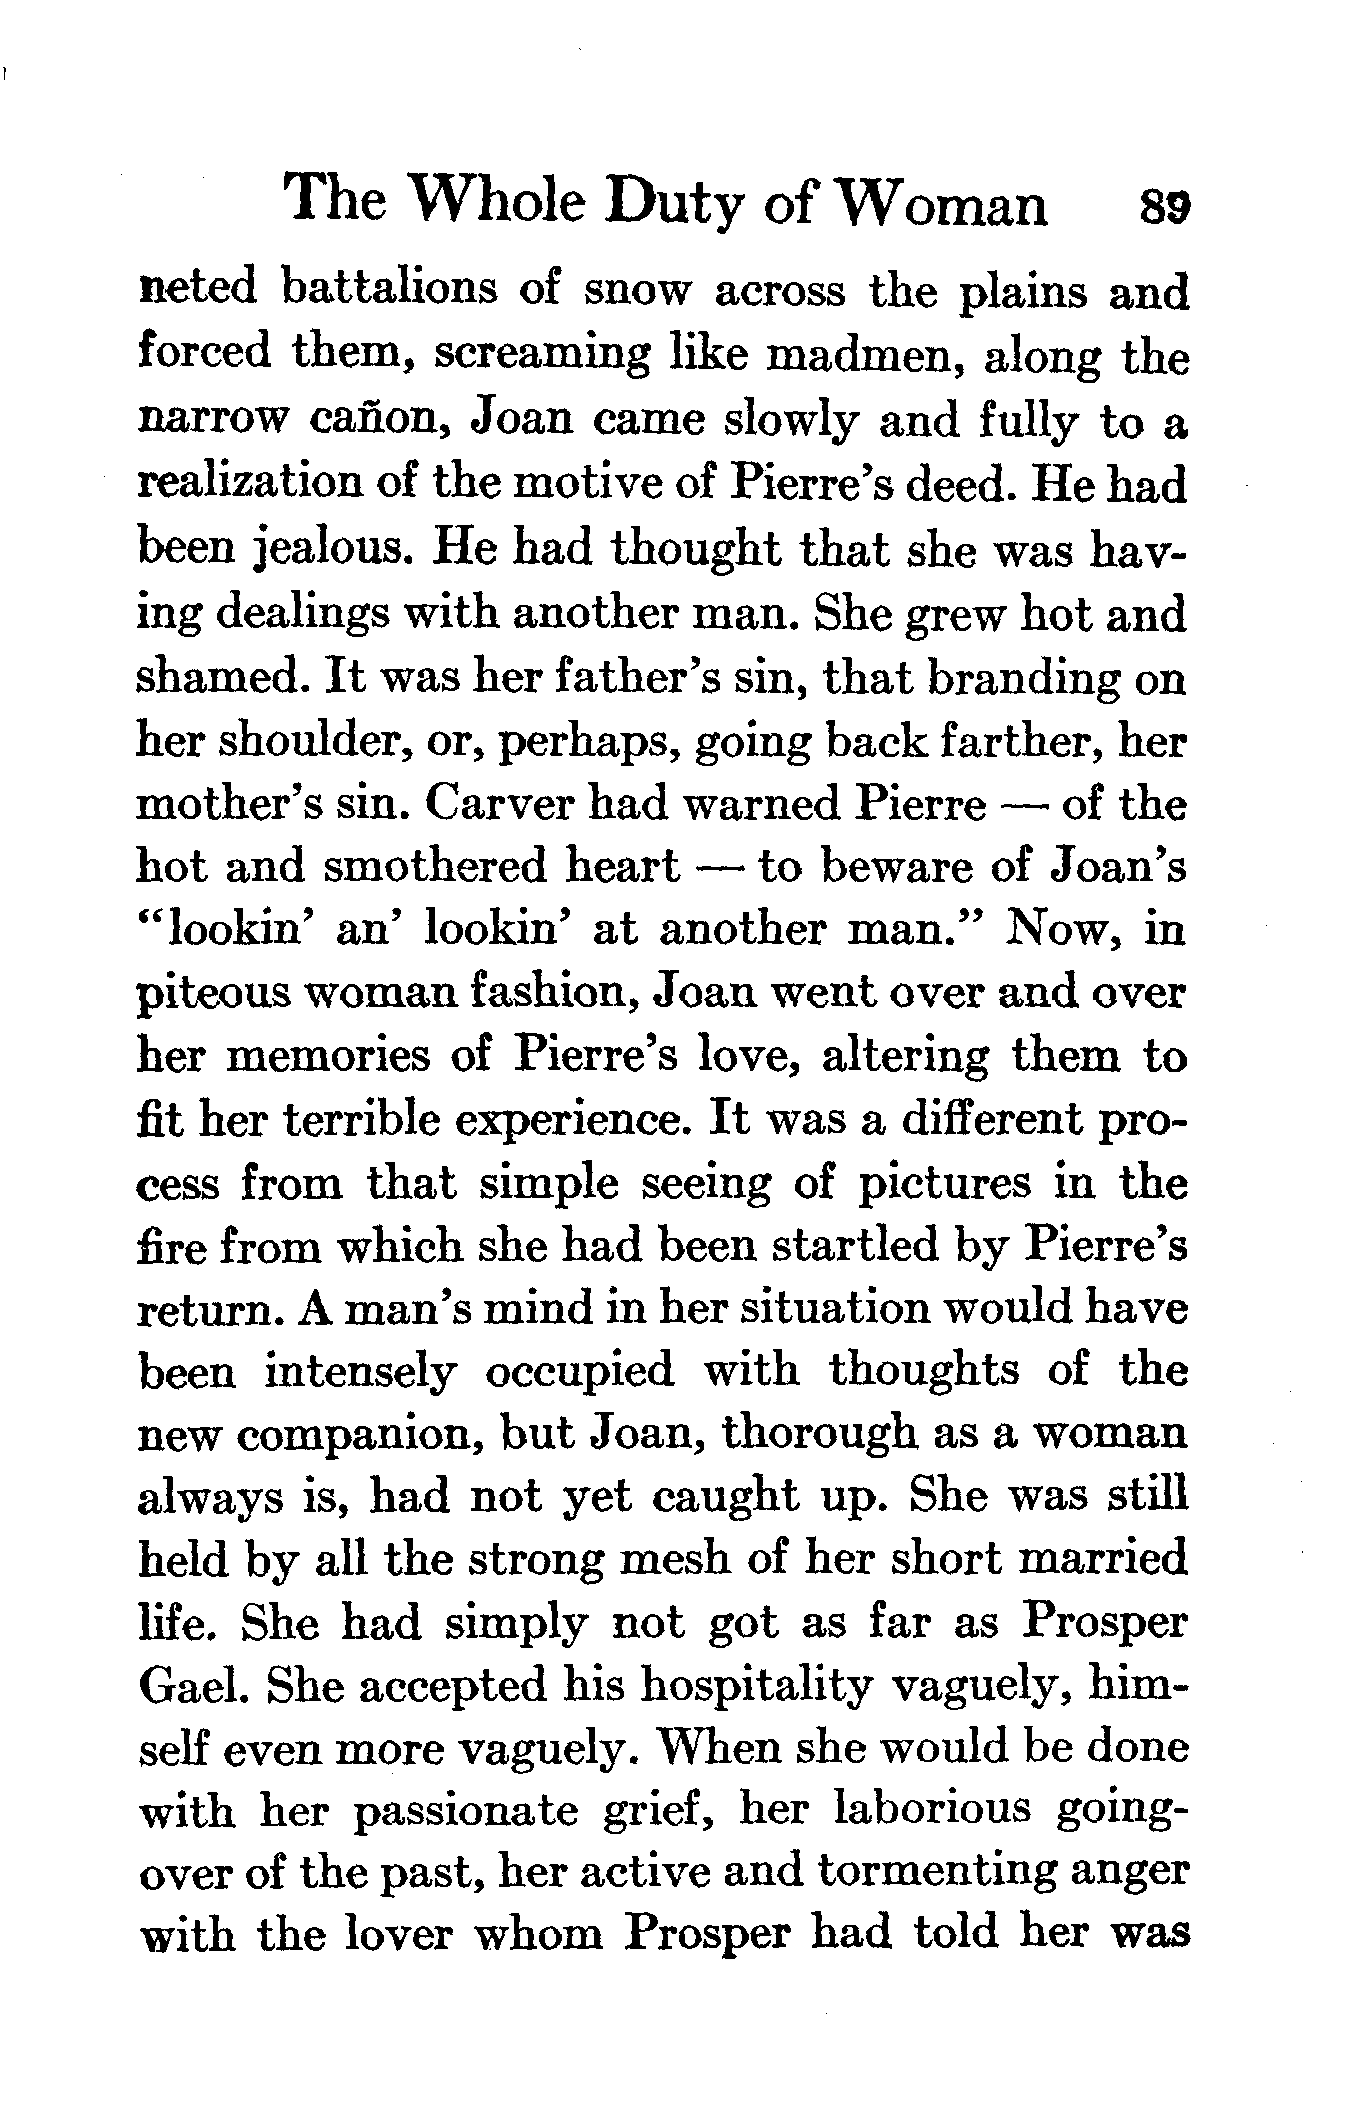 The Whole Duty of Woman 89
neted battalions of snow across the plains and
forced them, screaming like madmen, along the
narrow cañon, Joan came slowly and fully to a
realization of the motive of Pierre's deed. He had
been jealous. He had thought that she was hav-
ing dealings with another man. She grew hot and
shamed. It was her father's sin, that branding on
her shoulder, or, perhaps, going back farther, her
mother's sin. Carver had warned Pierre — of the
hot and smothered heart — to beware of Joan's
"lookin' an' lookin' at another man." Now, in
piteous woman fashion, Joan went over and over
her memories of Pierre's love, altering them to
fit her terrible experience. It was a different pro-
cess from that simple seeing of pictures in the
fire from which she had been startled by Pierre's
return. A man's mind in her situation would have
been intensely occupied with thoughts of the
new companion, but Joan, thorough as a woman
always is, had not yet caught up. She was still
held by all the strong mesh of her short married
life. She had simply not got as far as Prosper
Gael. She accepted his hospitality vaguely, him-
self even more vaguely. When she would be done
with her passionate grief, her laborious going-
over of the past, her active and tormenting anger
with the lover whom Prosper had told her was